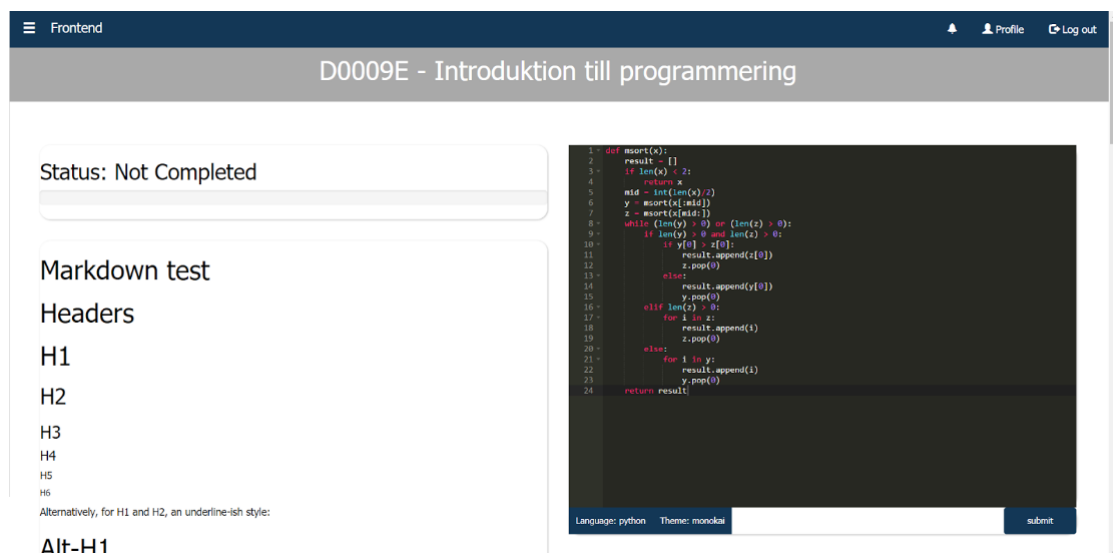 Frontend
Profile
Log out
D0009E - Introduktion till programmering
Status: Not Completed
Markdown test
Headers
H1
H2
H3
H4
H5
H6
Alternatively, for H1 and H2, an underline-ish style:
Alt-H1
1 def msort(x):
2 result = []
3 if len(x) < 2:
4 return x
5 mid = int(len(x)/2)
6 y = msort(x[:mid])
7 z = msort(x[mid:])
8 while (len(y) > 0) or (len(z) > 0):
9 if len(y) > 0 and len(z) > 0:
10 if y[0] > z[0]:
11 result.append(z[0])
12 z.pop(0)
13 else:
14 result.append(y[0])
15 y.pop(0)
16 elif len(z) > 0:
17 for i in z:
18 result.append(i)
19 z.pop(0)
20 else:
21 for i in y:
22 result.append(i)
23 y.pop(0)
24 return result
Language: python Theme: monokai
submit